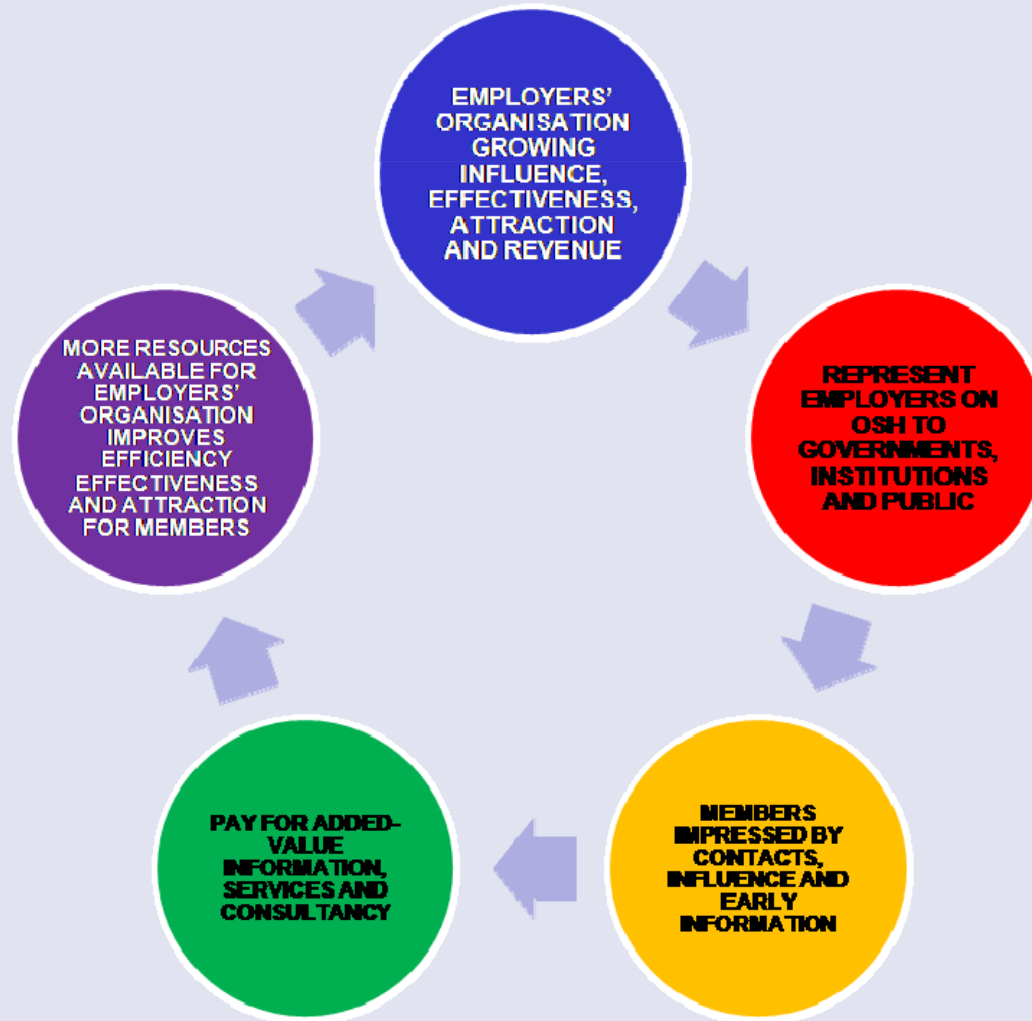 EMPLOYERS'
ORGANISATION
GROWING
INFLUENCE,
EFFECTIVENESS,
ATTRACTION
AND REVENUE
REPRESENT
EMPLOYERS ON
OSH TO
GOVERNMENTS,
INSTITUTIONS
AND PUBLIC
MEMBERS
IMPRESSED BY
CONTACTS,
INFLUENCE AND
EARLY
INFORMATION
PAY FOR ADDED-
VALUE
INFORMATION,
SERVICES AND
CONSULTANCY
MORE RESOURCES
AVAILABLE FOR
EMPLOYERS'
ORGANISATION
IMPROVES
EFFICIENCY
EFFECTIVENESS
AND ATTRACTION
FOR MEMBERS